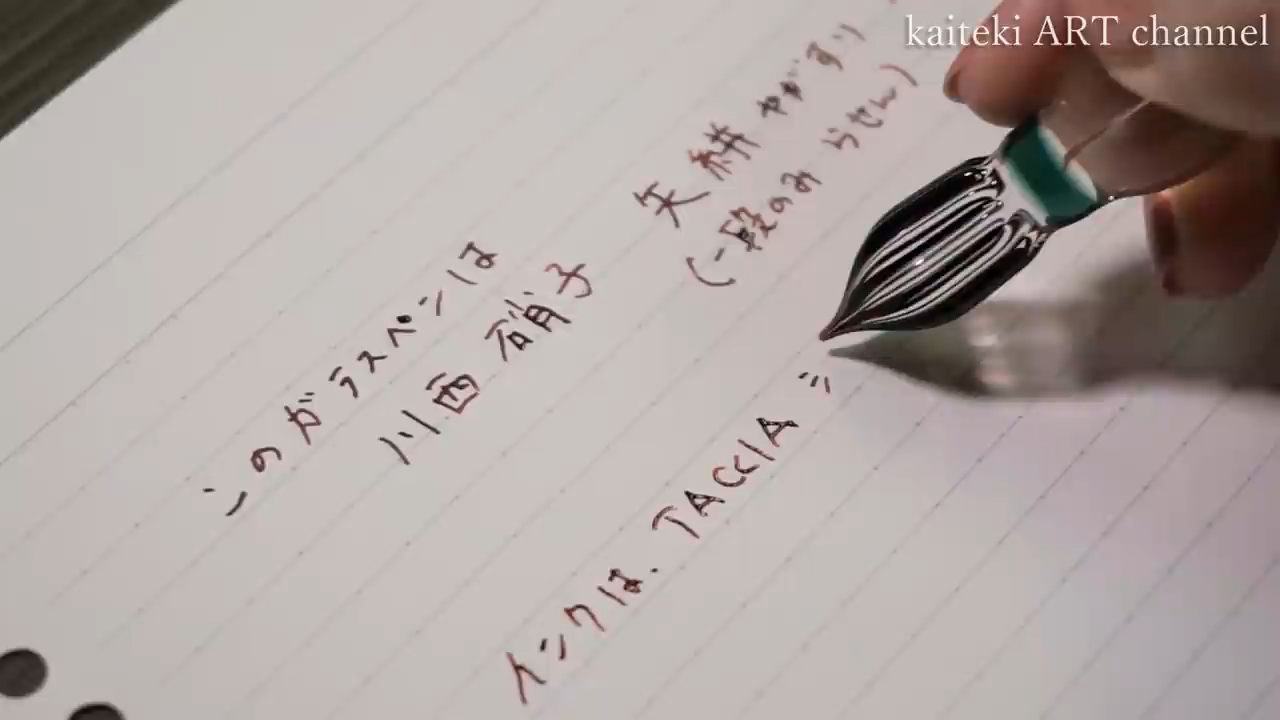 kaiteki ART channel
このガラスペンは
川西硝子
矢絣 やがすり
(一段のみ らせん)
インクは、TACCIA ミ